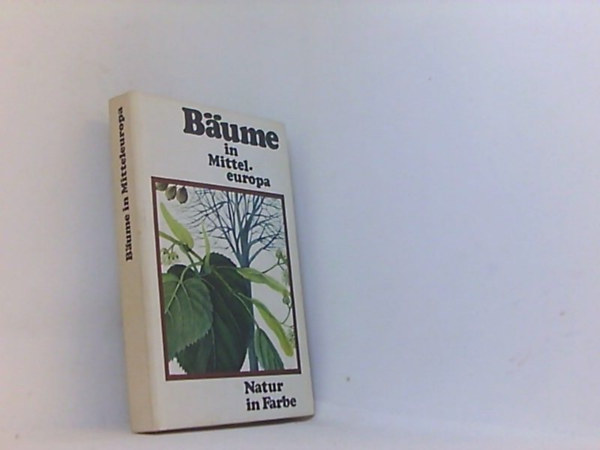 Bäume in Mitteleuropa
Bäume
in
Mittel-
europa
Natur
in Farbe